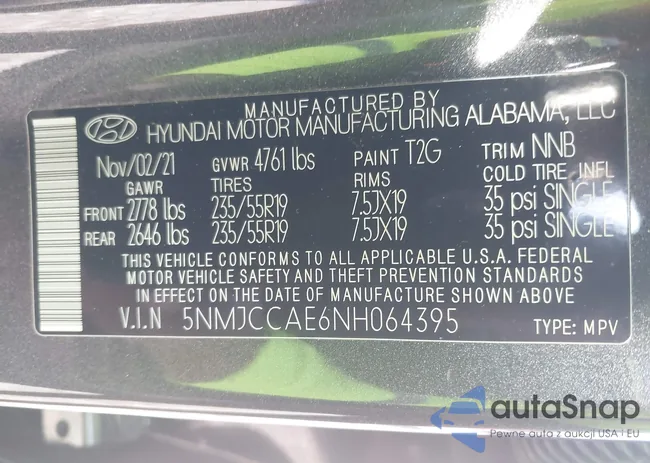 MANUFACTURED BY
HYUNDAI MOTOR MANUFACTURING ALABAMA, LLC
Nov/02/21 GVWR 4761 lbs PAINT T2G TRIM NNB
GAWR TIRES RIMS COLD TIRE INFL
FRONT 2778 lbs 235/55R19 7.5JX19 35 psi SINGLE
REAR 2646 lbs 235/55R19 7.5JX19 35 psi SINGLE
THIS VEHICLE CONFORMS TO ALL APPLICABLE U.S.A. FEDERAL
MOTOR VEHICLE SAFETY AND THEFT PREVENTION STANDARDS
IN EFFECT ON THE DATE OF MANUFACTURE SHOWN ABOVE
V.I.N 5NMJCCAE6NH064395 TYPE: MPV
autaSnap
Pewne auta z aukcji USA i EU